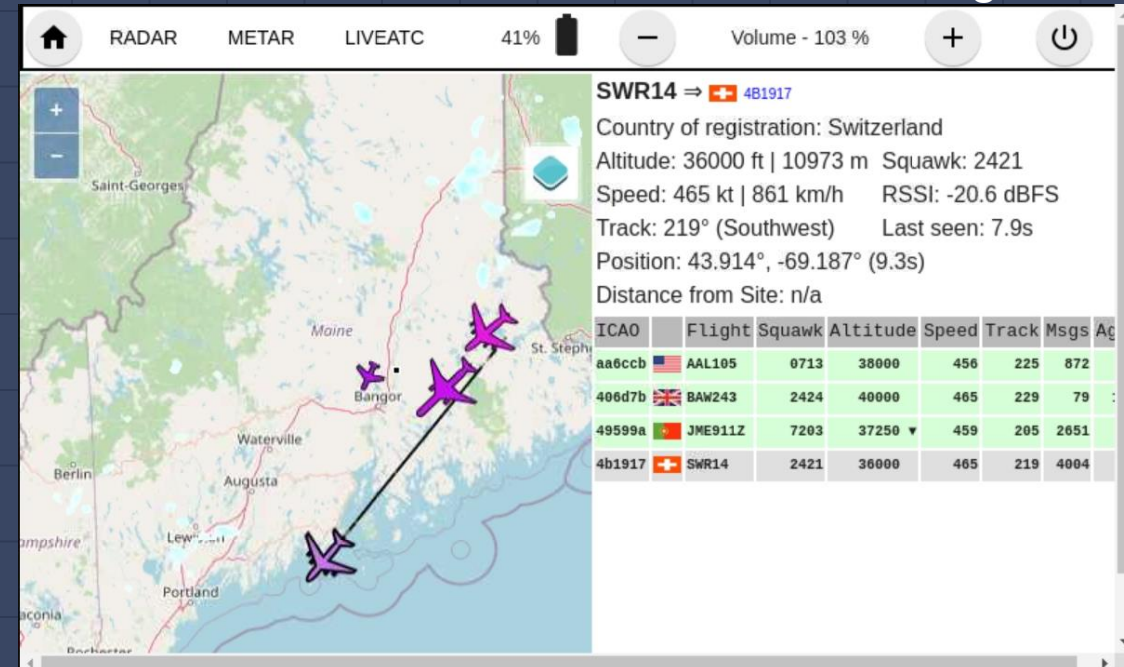 RADAR METAR LIVEATC 41% − Volume - 103 % +
SWR14 ⇒ 4B1917
Country of registration: Switzerland
Altitude: 36000 ft | 10973 m Squawk: 2421
Speed: 465 kt | 861 km/h RSSI: -20.6 dBFS
Track: 219° (Southwest) Last seen: 7.9s
Position: 43.914°, -69.187° (9.3s)
Distance from Site: n/a
ICAO Flight Squawk Altitude Speed Track Msgs
aa6ccb AAL105 0713 38000 456 225 872
406d7b BAW243 2424 40000 465 229 79
49599a JME911Z 7203 37250 ▼ 459 205 2651
4b1917 SWR14 2421 36000 465 219 4004
+
−
Saint-Georges
Maine
St. Steph
Bangor
Waterville
Berlin
Augusta
ampshire
Portland
aconia